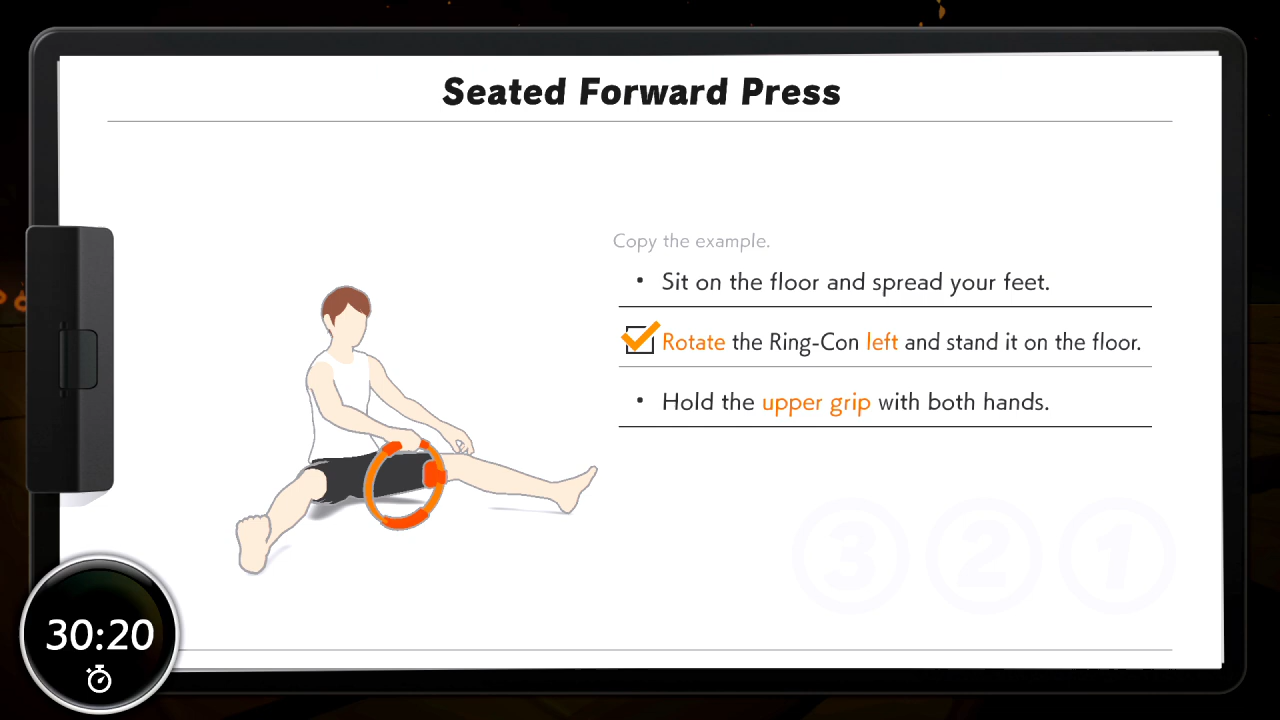 Seated Forward Press
Copy the example.
• Sit on the floor and spread your feet.
Rotate the Ring-Con left and stand it on the floor.
• Hold the upper grip with both hands.
3 2 1
30:20